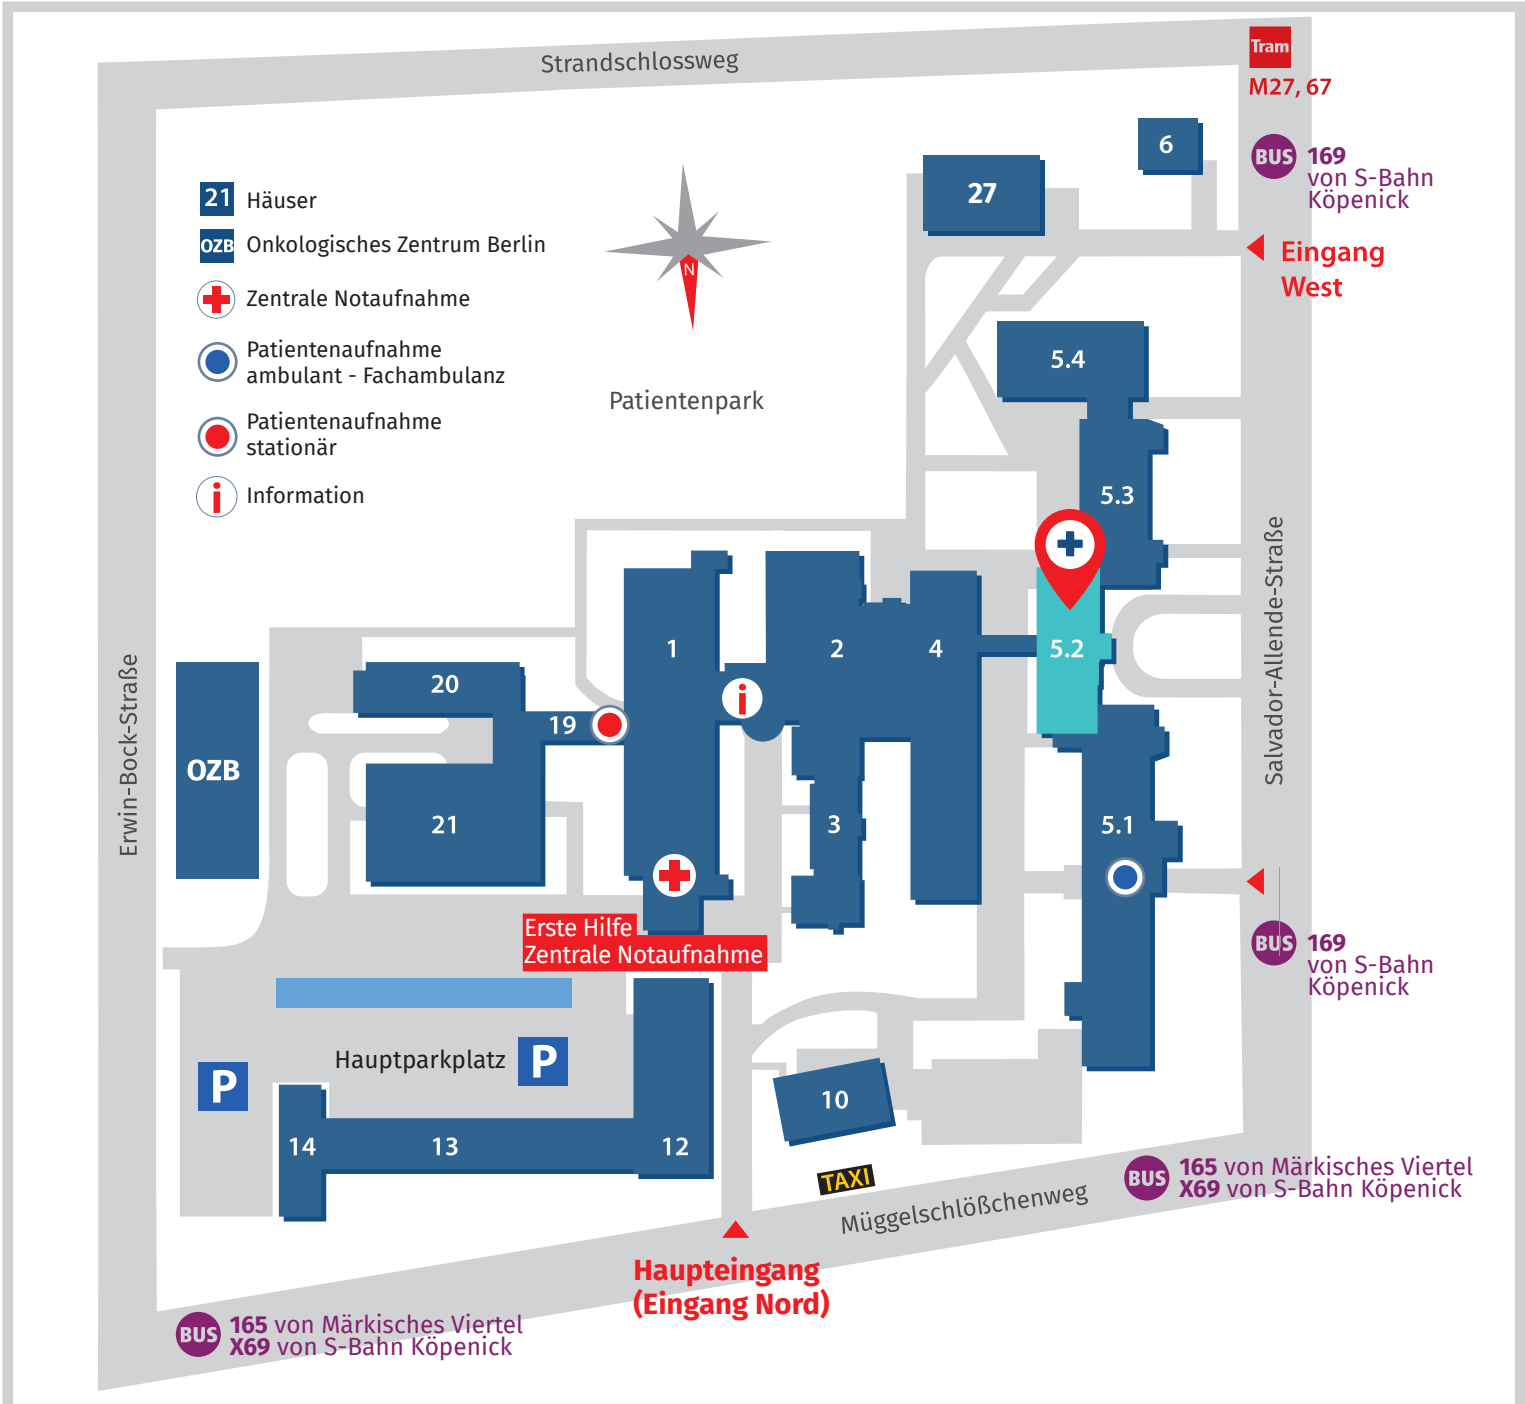 Strandschlossweg
Tram
M27, 67
BUS 169
von S-Bahn
Köpenick
6
27
Eingang
West
21 Häuser
OZB Onkologisches Zentrum Berlin
Zentrale Notaufnahme
Patientenaufnahme
ambulant - Fachambulanz
Patientenaufnahme
stationär
i Information
N
Patientenpark
5.4
5.3
Salvador-Allende-Straße
Erwin-Bock-Straße
1
2
4
5.2
20
i
19
OZB
21
3
5.1
Erste Hilfe
Zentrale Notaufnahme
BUS 169
von S-Bahn
Köpenick
Hauptparkplatz P
P
10
14
13
12
TAXI
Müggelschlößchenweg
BUS 165 von Märkisches Viertel
X69 von S-Bahn Köpenick
Haupteingang
(Eingang Nord)
BUS 165 von Märkisches Viertel
X69 von S-Bahn Köpenick